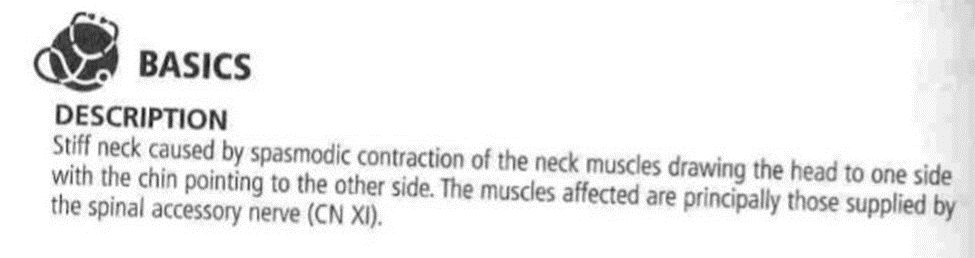 BASICS
DESCRIPTION
Stiff neck caused by spasmodic contraction of the neck muscles drawing the head to one side
with the chin pointing to the other side. The muscles affected are principally those supplied by
the spinal accessory nerve (CN XI).